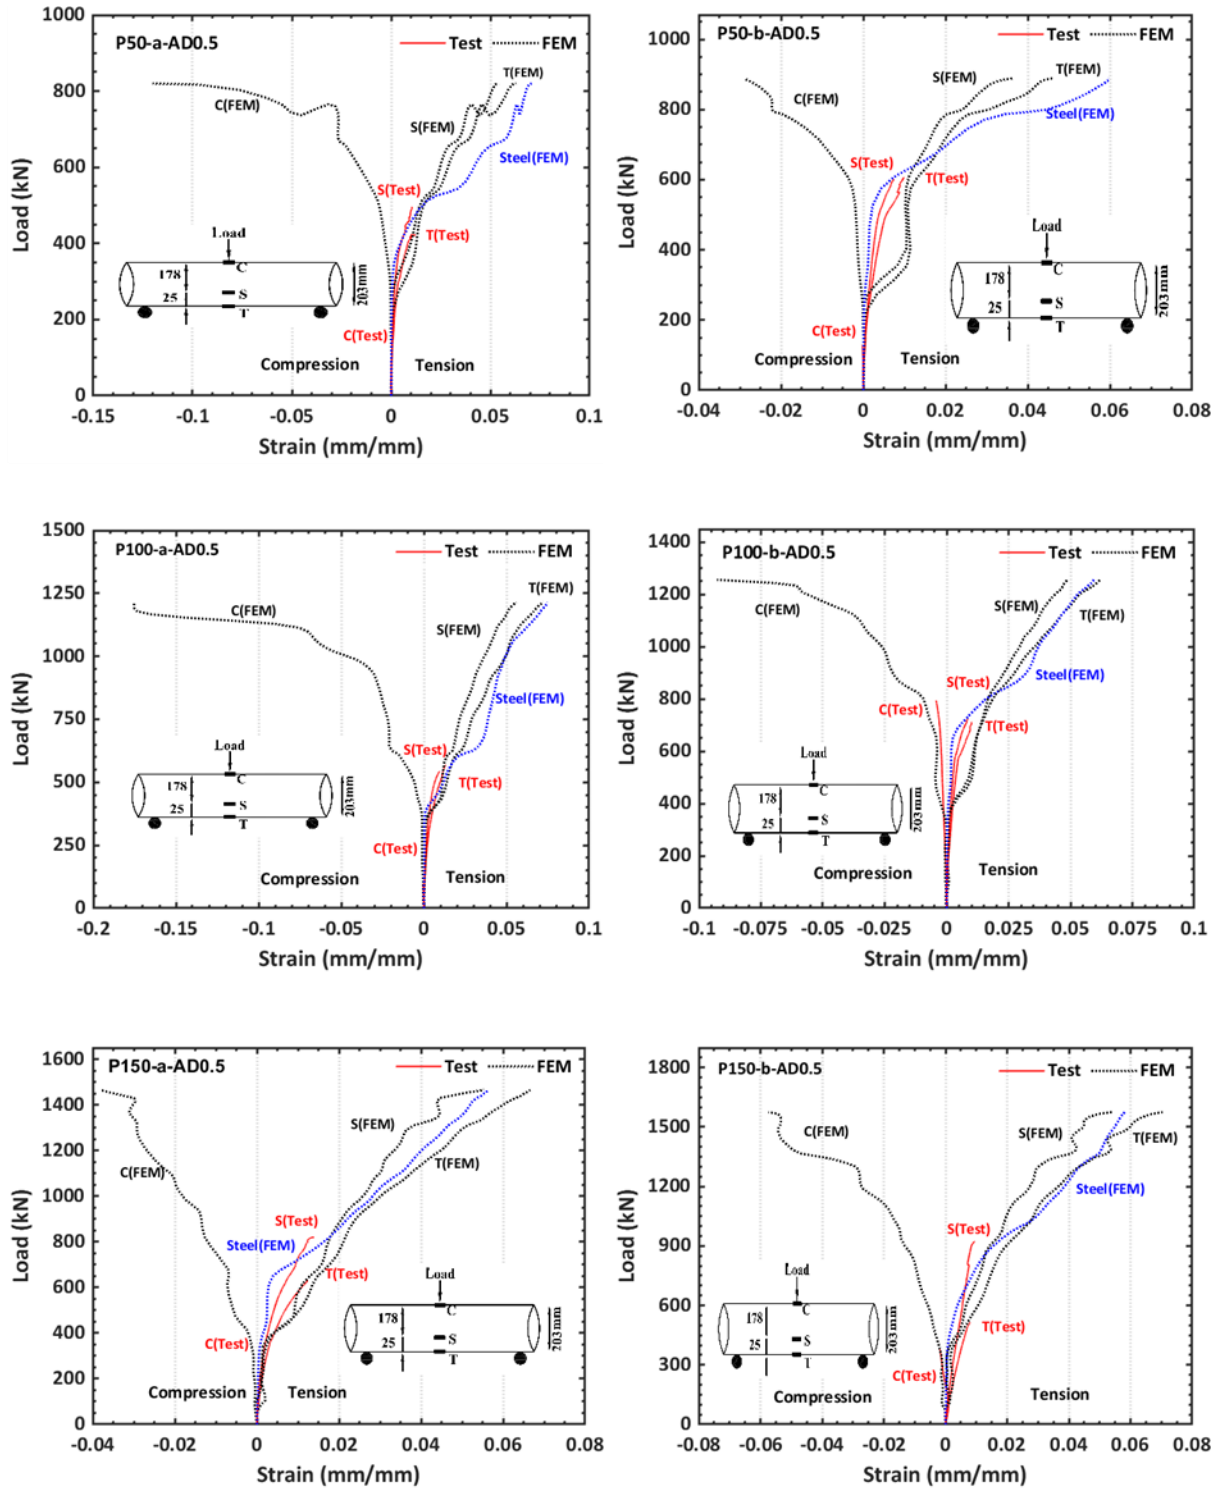 P50-a-AD0.5
Test
FEM
1000
800
600
400
200
0
Load (kN)
C(FEM)
T(FEM)
S(FEM)
Steel(FEM)
S(Test)
T(Test)
C(Test)
Load
178
25
C
S
T
203mm
Compression
Tension
-0.15
-0.1
-0.05
0
0.05
0.1
Strain (mm/mm)
P50-b-AD0.5
Test
FEM
1000
800
600
400
200
0
Load (kN)
C(FEM)
S(FEM)
T(FEM)
Steel(FEM)
S(Test)
T(Test)
C(Test)
Load
178
25
C
S
T
203mm
Compression
Tension
-0.04
-0.02
0
0.02
0.04
0.06
0.08
Strain (mm/mm)
P100-a-AD0.5
Test
FEM
1500
1250
1000
750
500
250
0
Load (kN)
C(FEM)
T(FEM)
S(FEM)
Steel(FEM)
S(Test)
T(Test)
C(Test)
Load
178
25
C
S
T
203mm
Compression
Tension
-0.2
-0.15
-0.1
-0.05
0
0.05
0.1
Strain (mm/mm)
P100-b-AD0.5
Test
FEM
1400
1200
1000
800
600
400
200
0
Load (kN)
C(FEM)
S(FEM)
T(FEM)
Steel(FEM)
S(Test)
C(Test)
T(Test)
Load
178
25
C
S
T
203mm
Compression
Tension
-0.1
-0.075
-0.05
-0.025
0
0.025
0.05
0.075
0.1
Strain (mm/mm)
P150-a-AD0.5
Test
FEM
1600
1400
1200
1000
800
600
400
200
0
Load (kN)
S(FEM)
C(FEM)
T(FEM)
S(Test)
Steel(FEM)
T(Test)
C(Test)
Load
178
25
C
S
T
203mm
Compression
Tension
-0.04
-0.02
0
0.02
0.04
0.06
0.08
Strain (mm/mm)
P150-b-AD0.5
Test
FEM
1800
1500
1200
900
600
300
0
Load (kN)
C(FEM)
S(FEM)
T(FEM)
Steel(FEM)
S(Test)
T(Test)
C(Test)
Load
178
25
C
S
T
203mm
Compression
Tension
-0.08
-0.06
-0.04
-0.02
0
0.02
0.04
0.06
0.08
Strain (mm/mm)